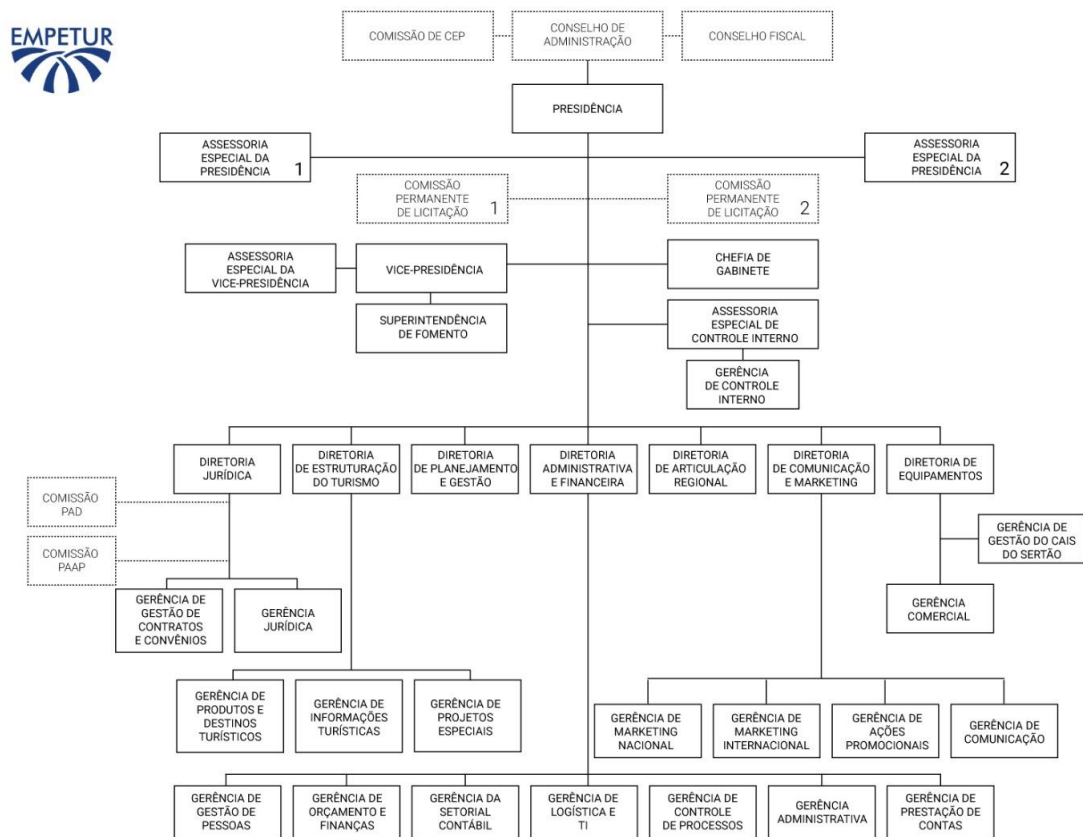 EMPETUR
COMISSÃO DE CEP
CONSELHO DE
ADMINISTRAÇÃO
CONSELHO FISCAL
PRESIDÊNCIA
ASSESSORIA
ESPECIAL DA
PRESIDÊNCIA 1
ASSESSORIA
ESPECIAL DA
PRESIDÊNCIA 2
COMISSÃO
PERMANENTE
DE LICITAÇÃO 1
COMISSÃO
PERMANENTE
DE LICITAÇÃO 2
ASSESSORIA
ESPECIAL DA
VICE-PRESIDÊNCIA
VICE-PRESIDÊNCIA
CHEFIA DE
GABINETE
SUPERINTENDÊNCIA
DE FOMENTO
ASSESSORIA
ESPECIAL DE
CONTROLE INTERNO
GERÊNCIA
DE CONTROLE
INTERNO
DIRETORIA
JURÍDICA
DIRETORIA
DE ESTRUTURAÇÃO
DO TURISMO
DIRETORIA
DE PLANEJAMENTO
E GESTÃO
DIRETORIA
ADMINISTRATIVA
E FINANCEIRA
DIRETORIA
DE ARTICULAÇÃO
REGIONAL
DIRETORIA
DE COMUNICAÇÃO
E MARKETING
DIRETORIA DE
EQUIPAMENTOS
COMISSÃO
PAD
COMISSÃO
PAAP
GERÊNCIA DE
GESTÃO DO CAIS
DO SERTÃO
GERÊNCIA DE
GESTÃO DE
CONTRATOS
E CONVÊNIOS
GERÊNCIA
JURÍDICA
GERÊNCIA
COMERCIAL
GERÊNCIA DE
PRODUTOS E
DESTINOS
TURÍSTICOS
GERÊNCIA DE
INFORMAÇÕES
TURÍSTICAS
GERÊNCIA DE
PROJETOS
ESPECIAIS
GERÊNCIA DE
MARKETING
NACIONAL
GERÊNCIA DE
MARKETING
INTERNACIONAL
GERÊNCIA DE
AÇÕES
PROMOCIONAIS
GERÊNCIA DE
COMUNICAÇÃO
GERÊNCIA DE
GESTÃO DE
PESSOAS
GERÊNCIA DE
ORÇAMENTO E
FINANÇAS
GERÊNCIA DA
SETORIAL
CONTÁBIL
GERÊNCIA DE
LOGÍSTICA E
TI
GERÊNCIA DE
CONTROLE
DE PROCESSOS
GERÊNCIA
ADMINISTRATIVA
GERÊNCIA DE
PRESTAÇÃO DE
CONTAS